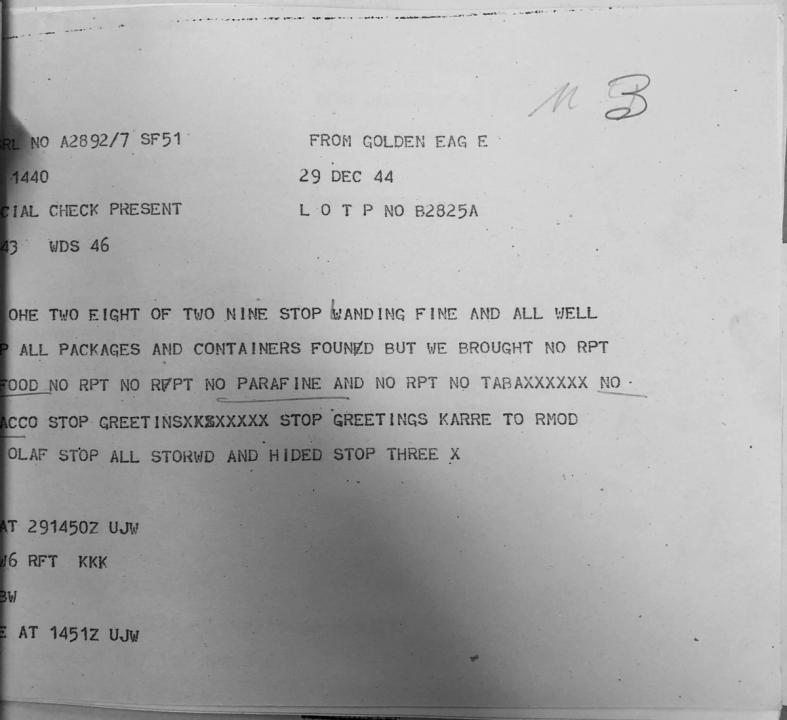 M B
RL NO A2892/7 SF51 FROM GOLDEN EAG E
1440 29 DEC 44
CIAL CHECK PRESENT L O T P NO B2825A
43 WDS 46
OHE TWO EIGHT OF TWO NINE STOP WANDING FINE AND ALL WELL
P ALL PACKAGES AND CONTAINERS FOUND BUT WE BROUGHT NO RPT
FOOD NO RPT NO RPT NO PARAFINE AND NO RPT NO TABAXXXXXX NO
ACCO STOP GREETINSXKSXXXXX STOP GREETINGS KARRE TO RMOD
OLAF STOP ALL STORWD AND HIDED STOP THREE X
AT 291450Z UJW
W6 RFT KKK
BW
E AT 1451Z UJW